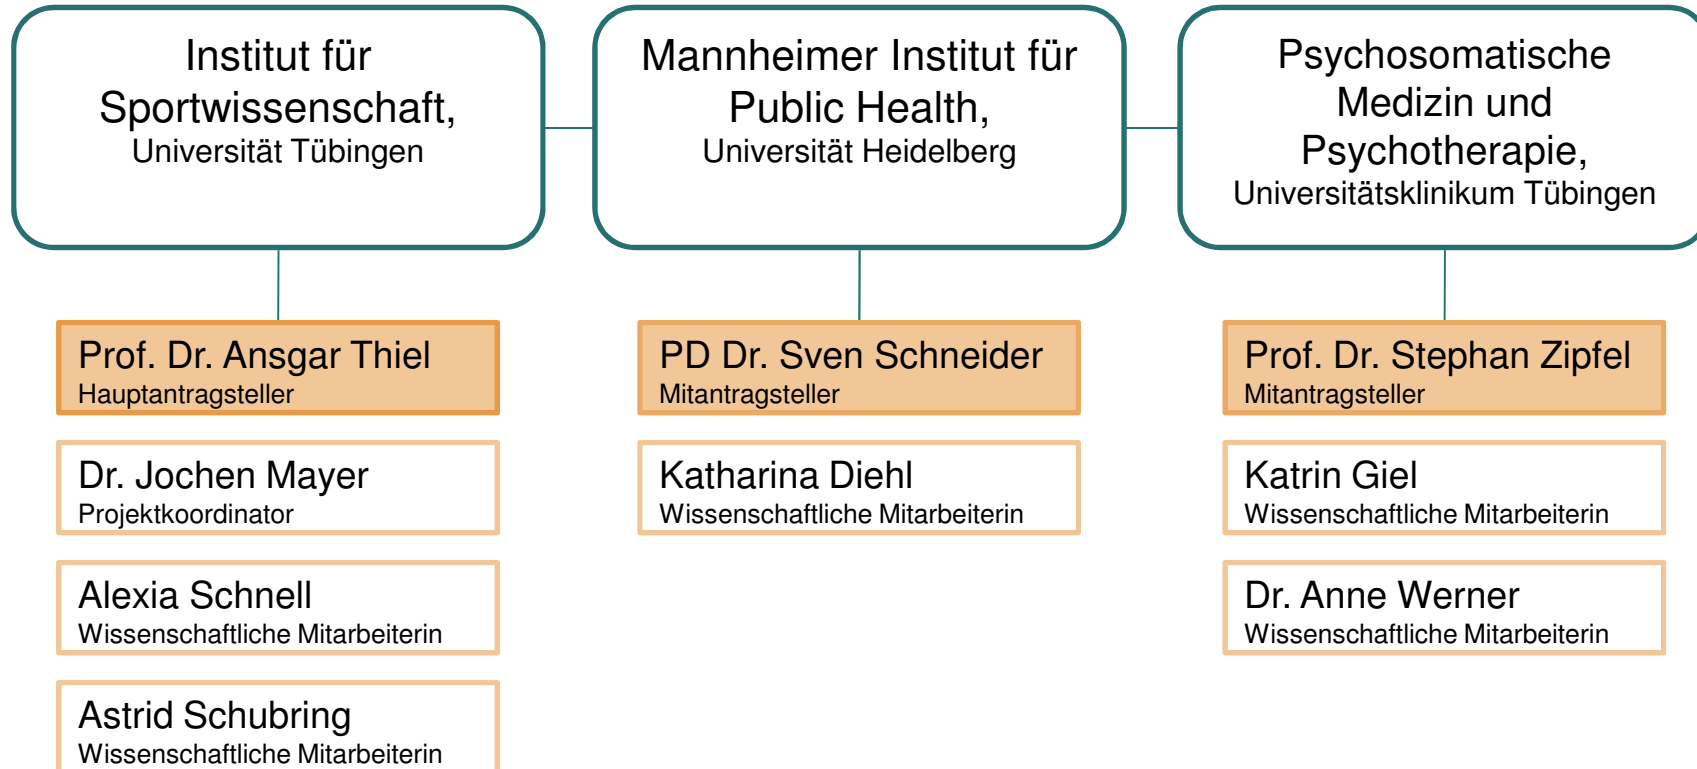 Institut für
Sportwissenschaft,
Universität Tübingen
Mannheimer Institut für
Public Health,
Universität Heidelberg
Psychosomatische
Medizin und
Psychotherapie,
Universitätsklinikum Tübingen
Prof. Dr. Ansgar Thiel
Hauptantragsteller
Dr. Jochen Mayer
Projektkoordinator
Alexia Schnell
Wissenschaftliche Mitarbeiterin
Astrid Schubring
Wissenschaftliche Mitarbeiterin
PD Dr. Sven Schneider
Mitantragsteller
Katharina Diehl
Wissenschaftliche Mitarbeiterin
Prof. Dr. Stephan Zipfel
Mitantragsteller
Katrin Giel
Wissenschaftliche Mitarbeiterin
Dr. Anne Werner
Wissenschaftliche Mitarbeiterin